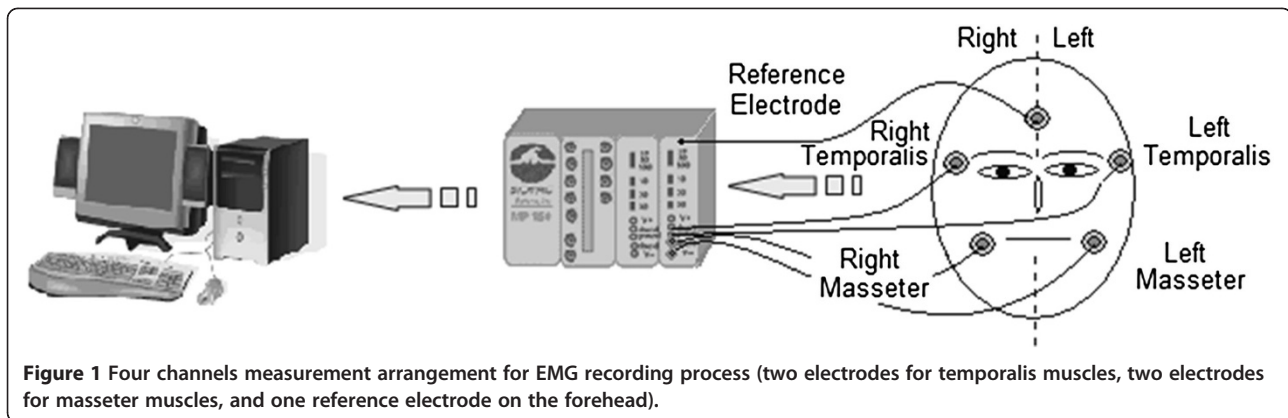 Right
Left
Reference
Electrode
Right
Temporalis
Left
Temporalis
MP 150
Right
Masseter
Left
Masseter
Figure 1 Four channels measurement arrangement for EMG recording process (two electrodes for temporalis muscles, two electrodes
for masseter muscles, and one reference electrode on the forehead).